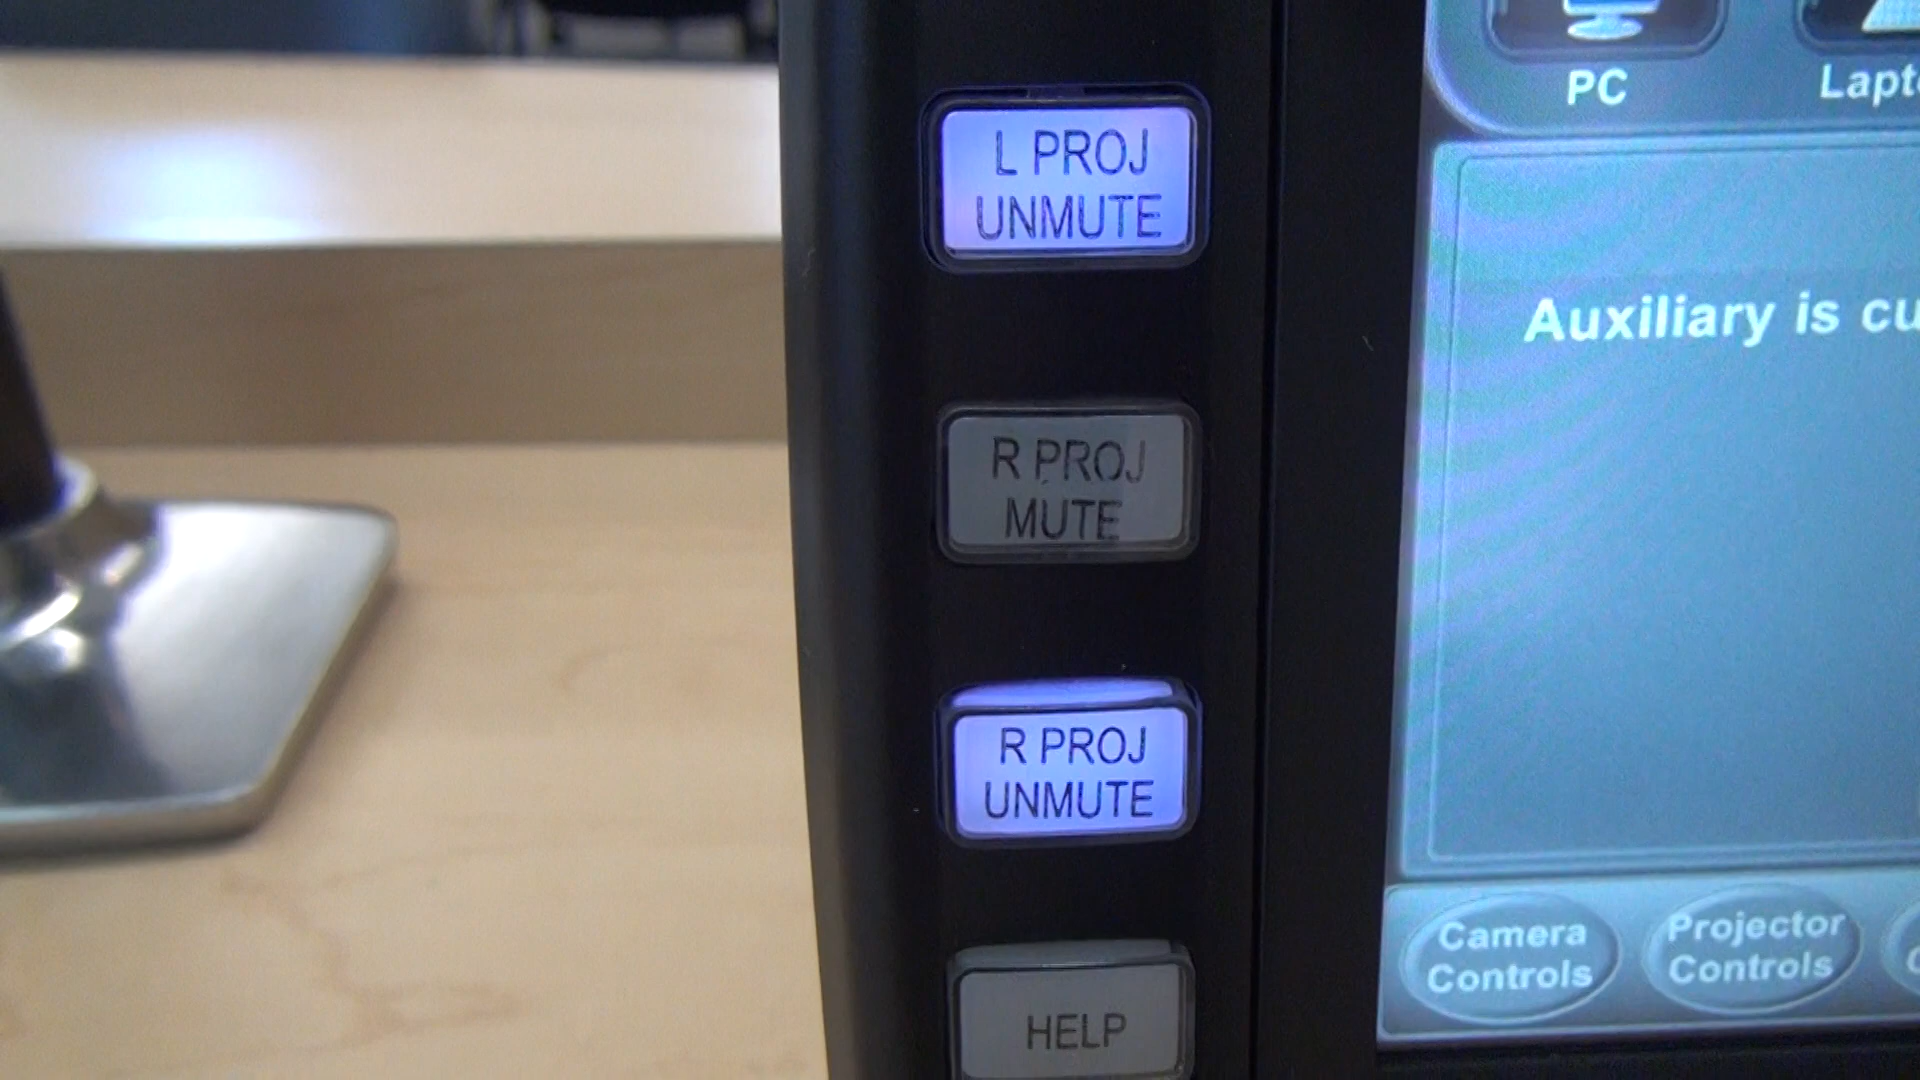 L PROJ
UNMUTE
R PROJ
MUTE
R PROJ
UNMUTE
HELP
PC
Auxiliary is
Camera
Controls
Projector
Controls